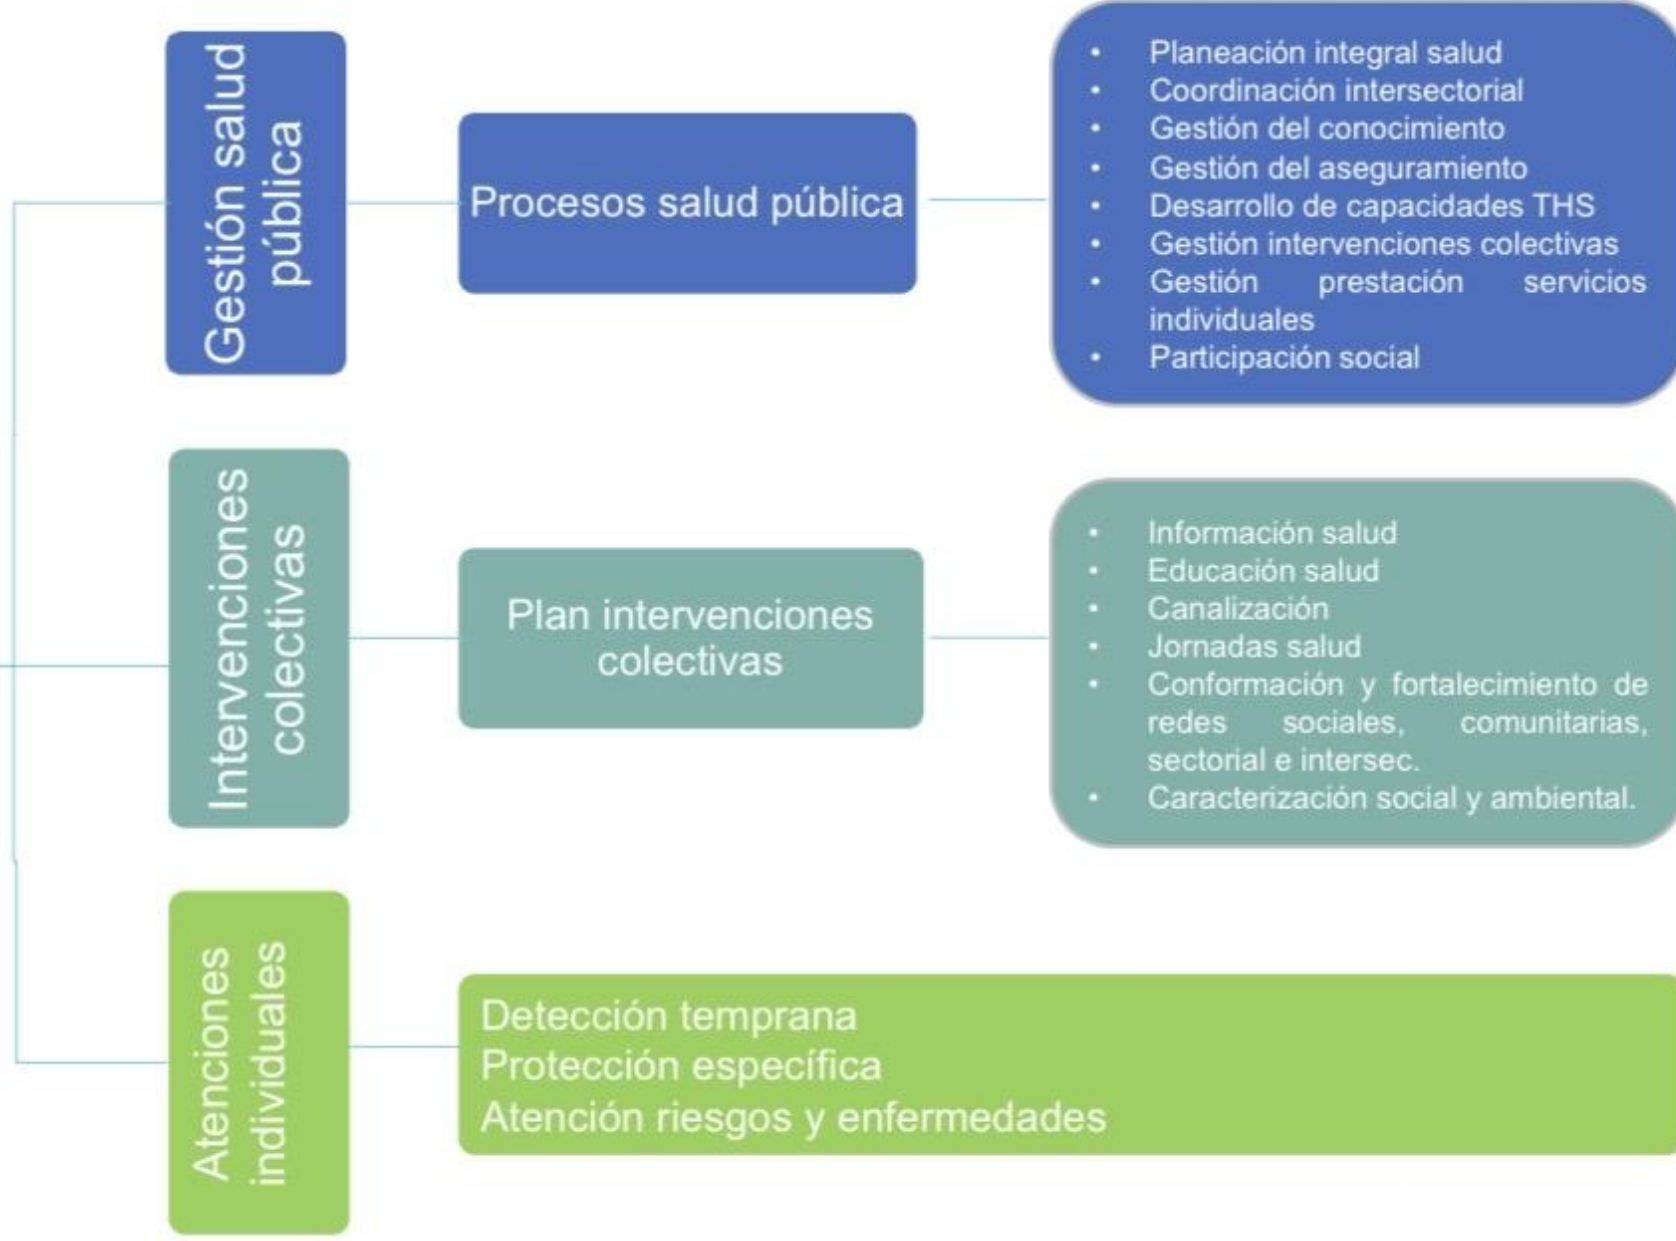 Gestión salud
pública
Procesos salud pública
• Planeación integral salud
• Coordinación intersectorial
• Gestión del conocimiento
• Gestión del aseguramiento
• Desarrollo de capacidades THS
• Gestión intervenciones colectivas
• Gestión prestación servicios
individuales
• Participación social
Intervenciones
colectivas
Plan intervenciones
colectivas
• Información salud
• Educación salud
• Canalización
• Jornadas salud
• Conformación y fortalecimiento de
redes sociales, comunitarias,
sectorial e intersec.
• Caracterización social y ambiental.
Atenciones
individuales
Detección temprana
Protección específica
Atención riesgos y enfermedades